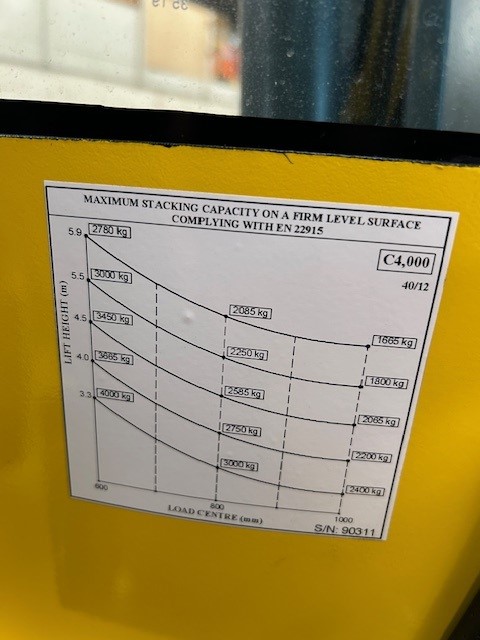 MAXIMUM STACKING CAPACITY ON A FIRM LEVEL SURFACE
COMPLYING WITH EN 22915
C4,000
40/12
LIFT HEIGHT (m)
5.9
2780 kg
2085 kg
1665 kg
5.5
3000 kg
2250 kg
1800 kg
4.5
3450 kg
2585 kg
2065 kg
4.0
3665 kg
2750 kg
2200 kg
3.3
4000 kg
3000 kg
2400 kg
600
1000
LOAD CENTRE (mm)
S/N: 90311